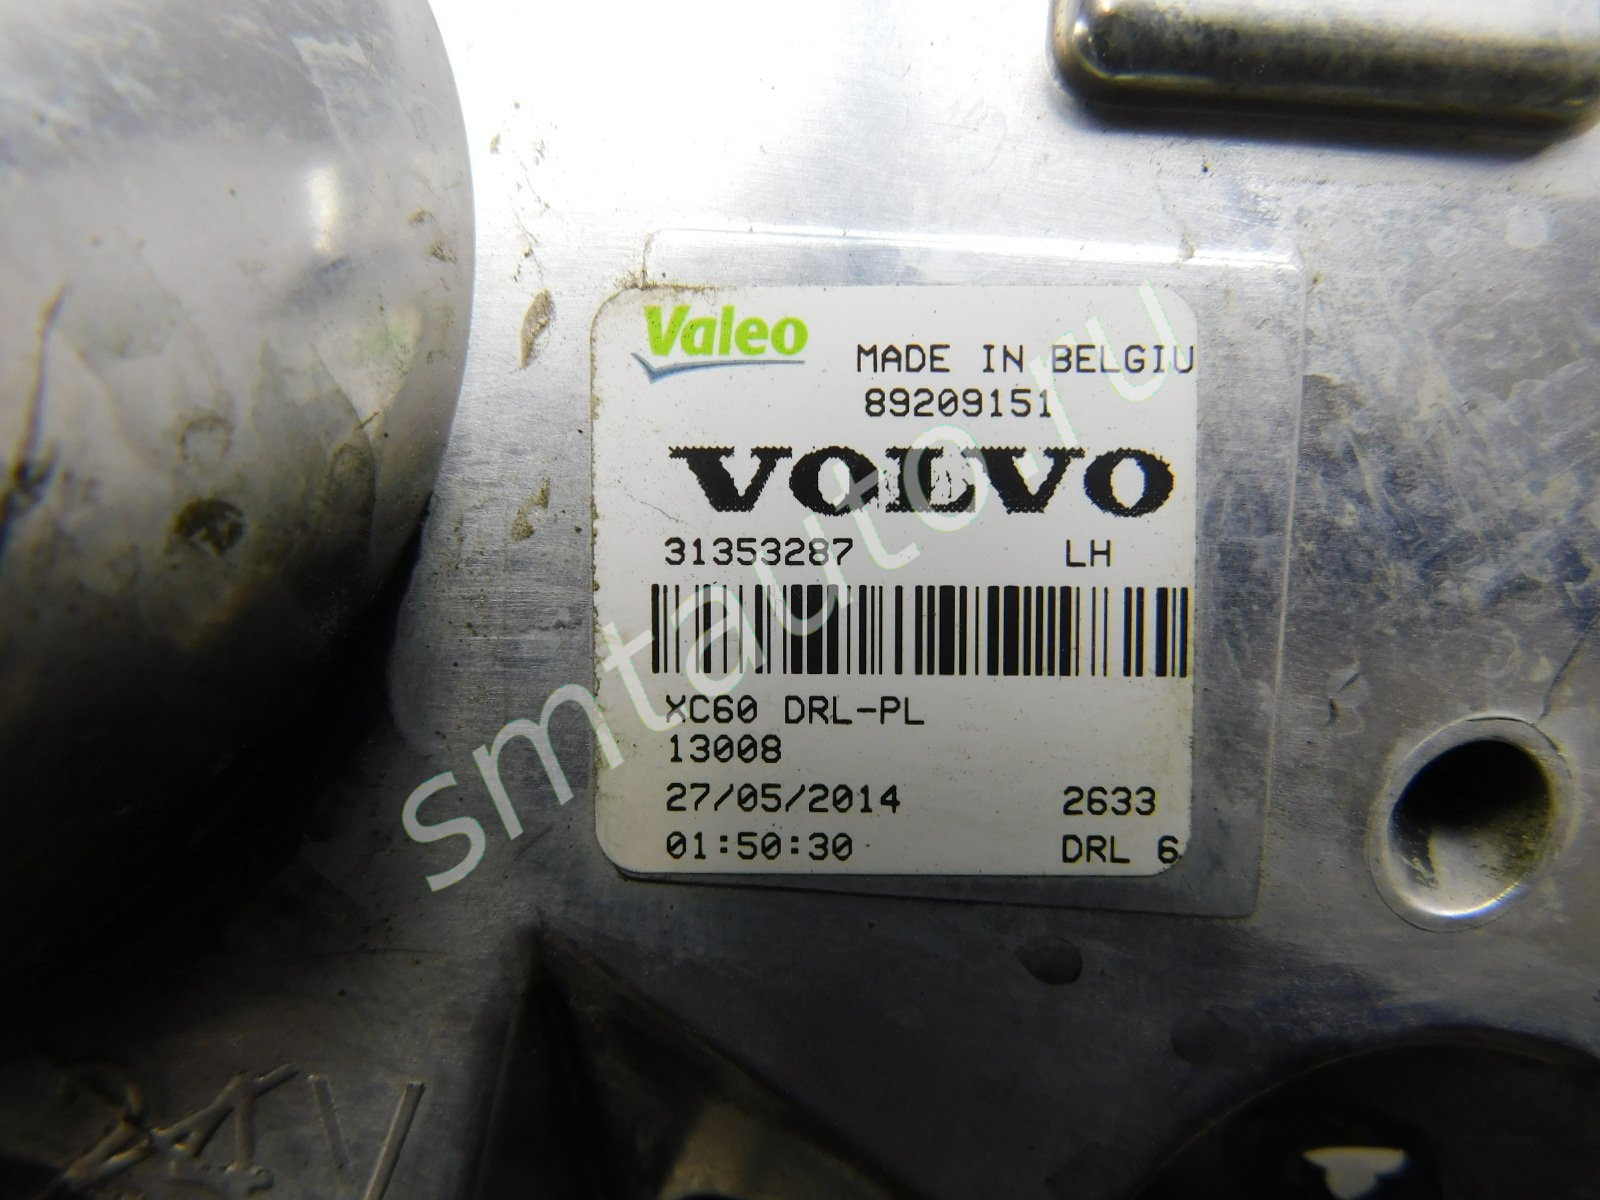 Valeo
MADE IN BELGIU
89209151
VOLVO
31353287 LH
XC60 DRL-PL
13008
27/05/2014 2633
01:50:30 DRL 6
smtauto.ru